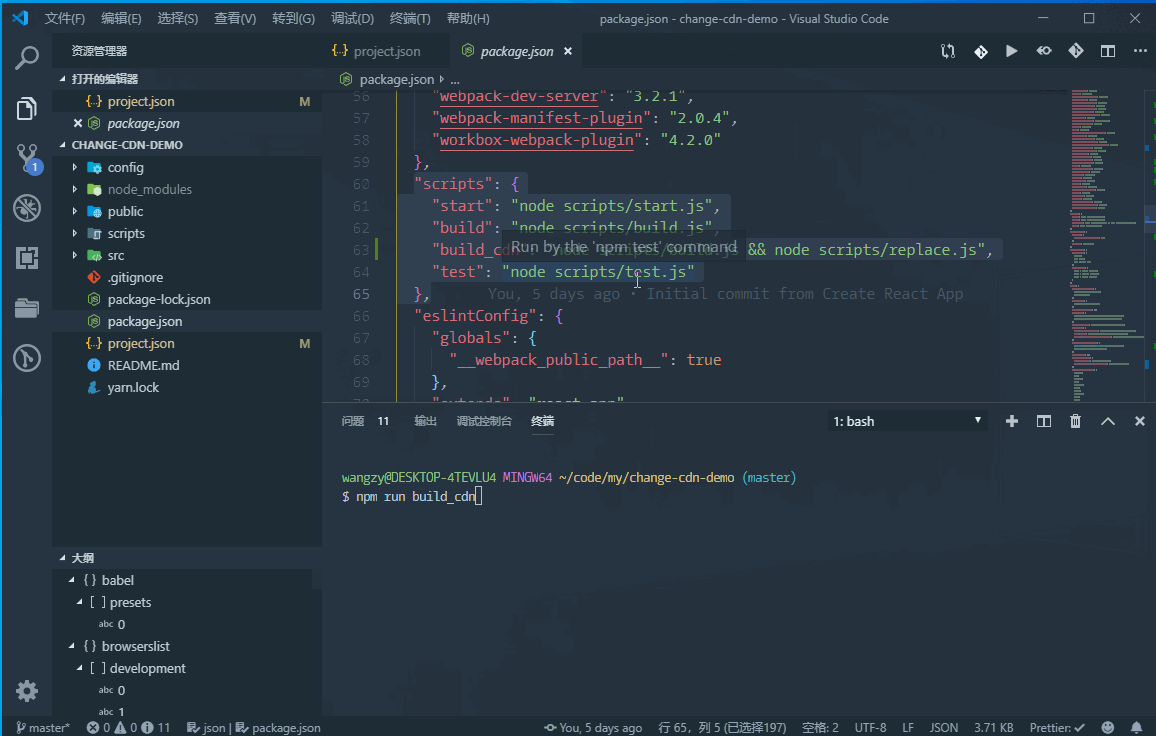 文件(F) 编辑(E) 选择(S) 查看(V) 转到(G) 调试(D) 终端(T) 帮助(H) package.json - change-cdn-demo - Visual Studio Code
资源管理器
打开的编辑器
{..} project.json M
package.json
CHANGE-CDN-DEMO
config
node_modules
public
scripts
src
.gitignore
package-lock.json
package.json
{..} project.json M
README.md
yarn.lock
大纲
{ } babel
[ ] presets
abc 0
{ } browserslist
[ ] development
abc 0
abc 1
{..} project.json
package.json ×
package.json ...
56 "webpack-dev-server": "3.2.1",
57 "webpack-manifest-plugin": "2.0.4",
58 "workbox-webpack-plugin": "4.2.0"
59 },
60 "scripts": {
61 "start": "node scripts/start.js",
62 "build": "node scripts/build.js",
63 "build_cdn && node scripts/replace.js",
Run by the 'npm test' command
64 "test": "node scripts/test.js"
65 }, You, 5 days ago • Initial commit from Create React App
66 "eslintConfig": {
67 "globals": {
68 "__webpack_public_path__": true
69 },
"extends": "react-app"
问题 11 输出 调试控制台 终端 1: bash
wangzy@DESKTOP-4TEVLU4 MINGW64 ~/code/my/change-cdn-demo (master)
$ npm run build_cdn
1
master* 0 0 11 json | package.json You, 5 days ago 行 65，列 5 (已选择197) 空格: 2 UTF-8 LF JSON 3.71 KB Prettier: